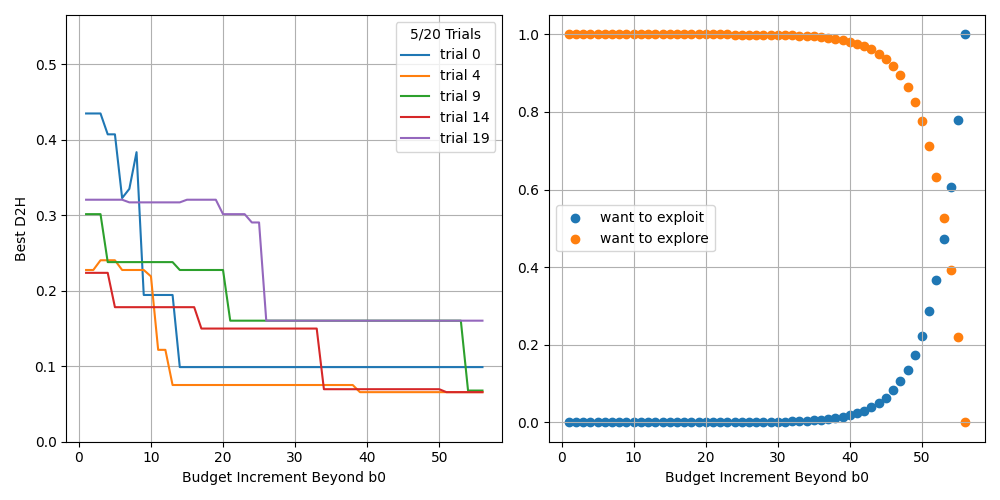 5/20 Trials
trial 0
trial 4
trial 9
trial 14
trial 19
0.5
0.4
0.3
0.2
0.1
0.0
Best D2H
0 10 20 30 40 50
Budget Increment Beyond b0
1.0
0.8
0.6
0.4
0.2
0.0
want to exploit
want to explore
0 10 20 30 40 50
Budget Increment Beyond b0